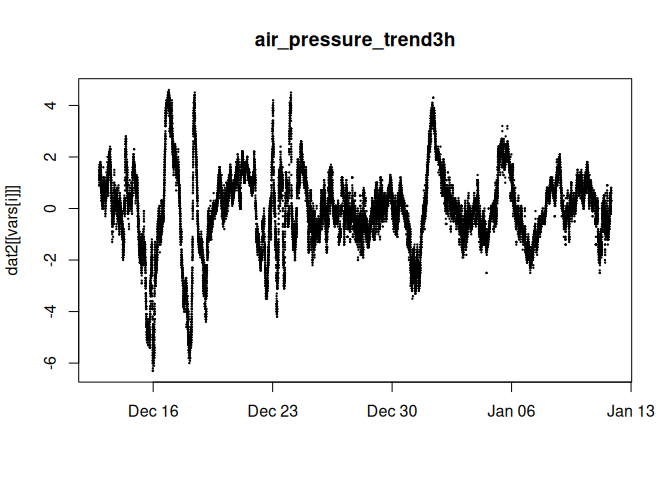 air_pressure_trend3h
dat2[[vars[i]]]
4
2
0
-2
-4
-6
Dec 16 Dec 23 Dec 30 Jan 06 Jan 13